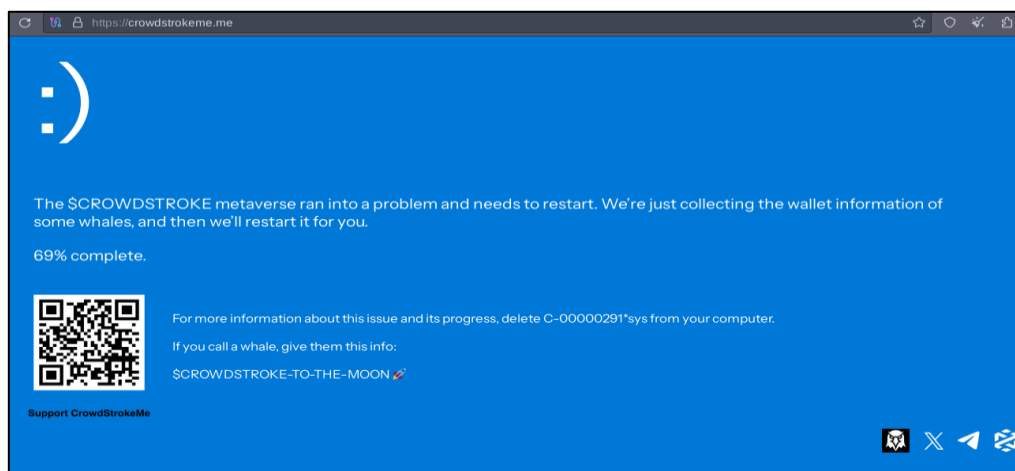 https://crowdstrokeme.me
:)
The $CROWDSTROKE metaverse ran into a problem and needs to restart. We're just collecting the wallet information of
some whales, and then we'll restart it for you.
69% complete.
For more information about this issue and its progress, delete C-00000291*sys from your computer.
If you call a whale, give them this info:
$CROWDSTROKE-TO-THE-MOON 🚀
Support CrowdStrokeMe